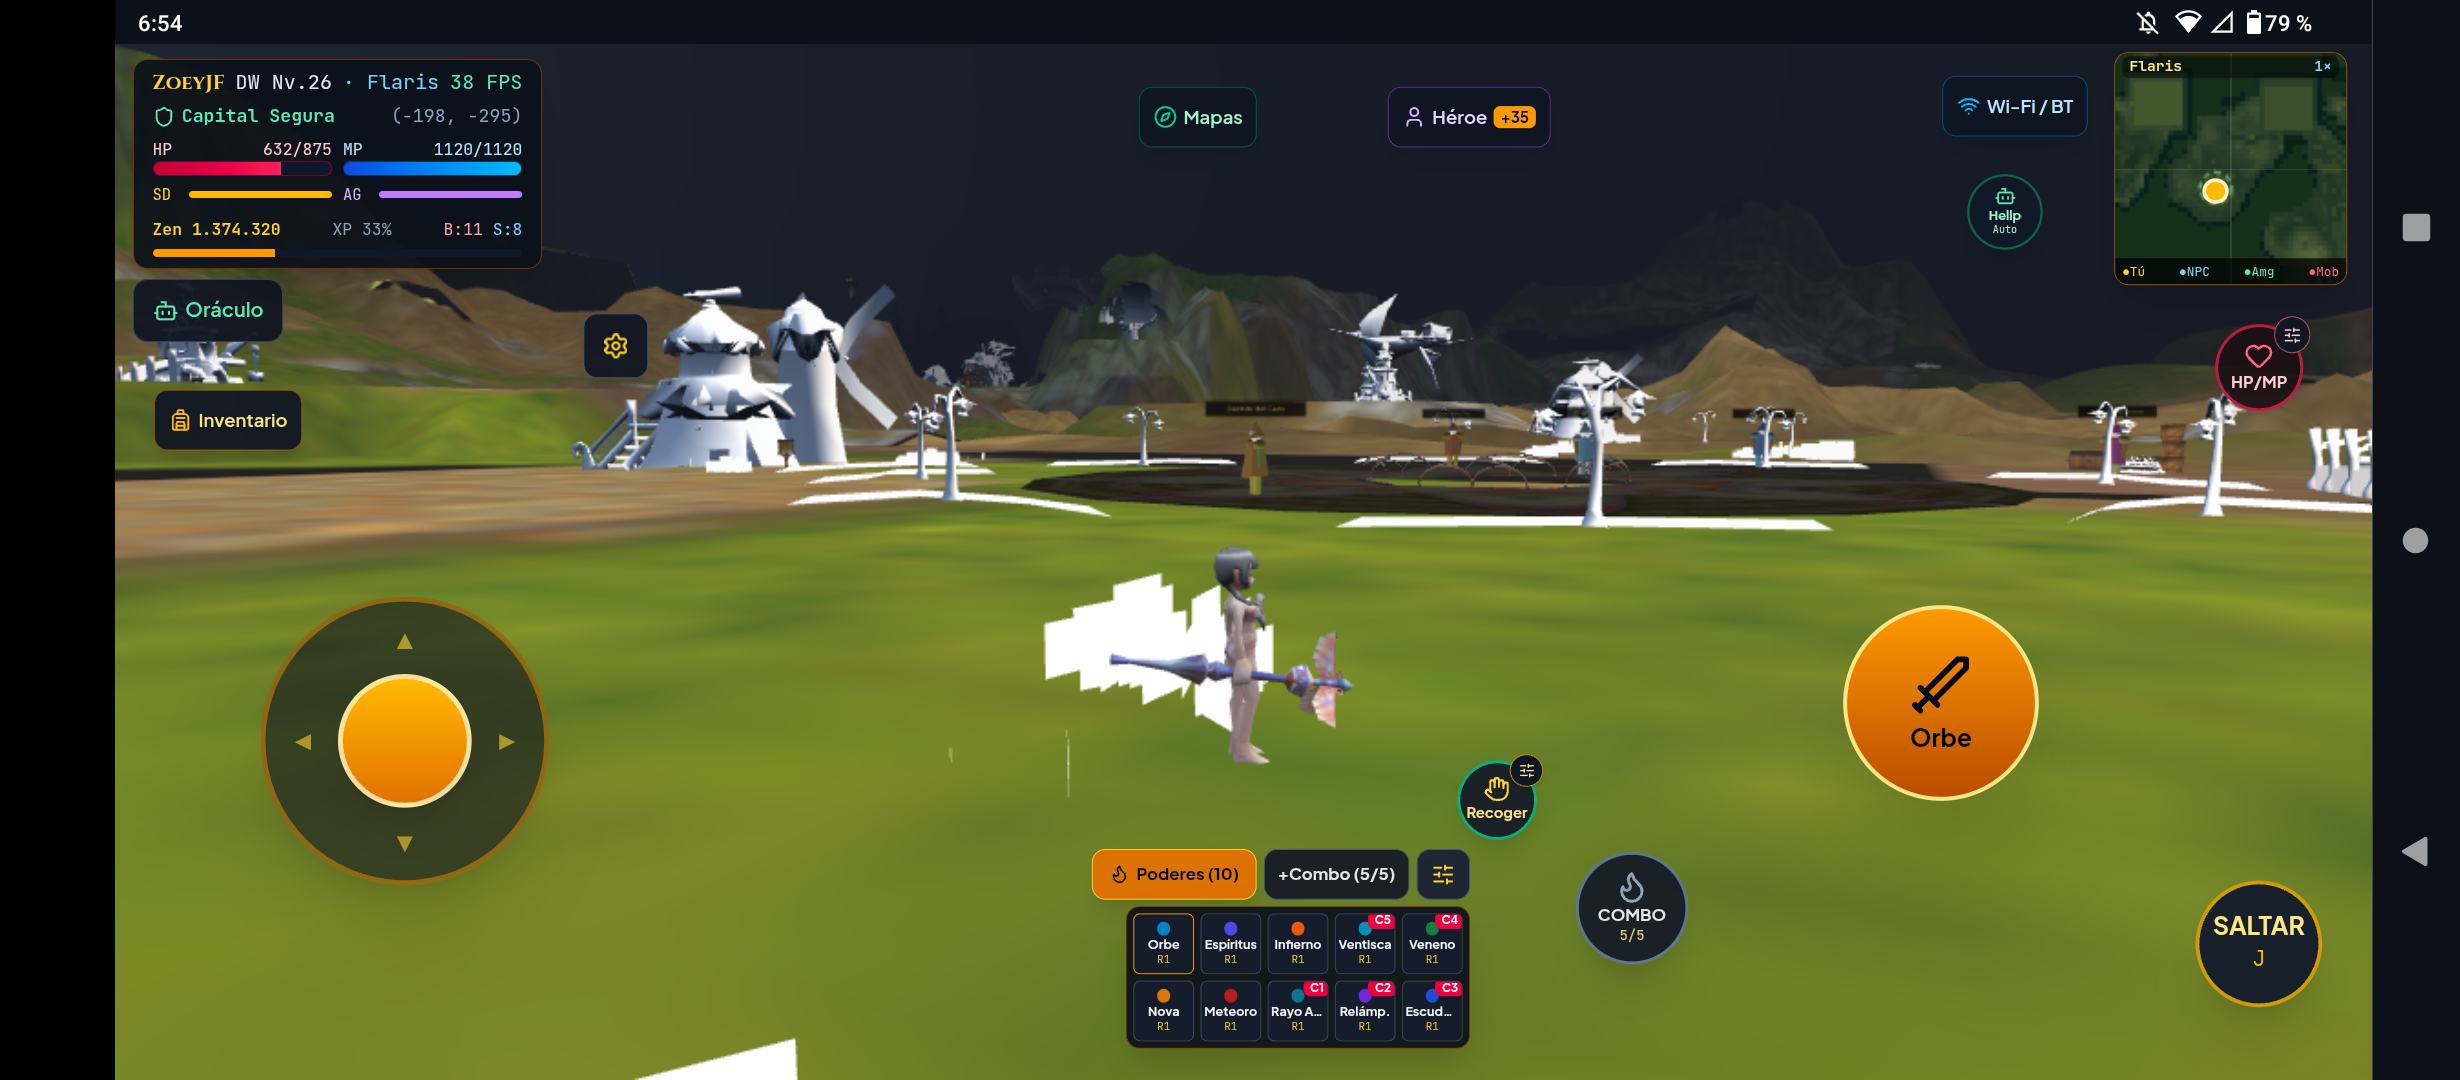 6:54
79 %
ZOEYJF DW Nv.26 · Flaris 38 FPS
Capital Segura (-198, -295)
HP 632/875 MP 1120/1120
SD AG
Zen 1.374.320 XP 33% B:11 S:8
Oráculo
Inventario
Mapas
Héroe +35
Wi-Fi / BT
Hellp
Auto
Flaris 1×
Tú NPC Amg Mob
HP/MP
Orbe
Recoger
Poderes (10) +Combo (5/5)
C5 C4
Orbe Espíritus Infierno Ventisca Veneno
R1 R1 R1 R1 R1
C1 C2 C3
Nova Meteoro Rayo A... Relámp. Escud...
R1 R1 R1 R1 R1
COMBO
5/5
SALTAR
J